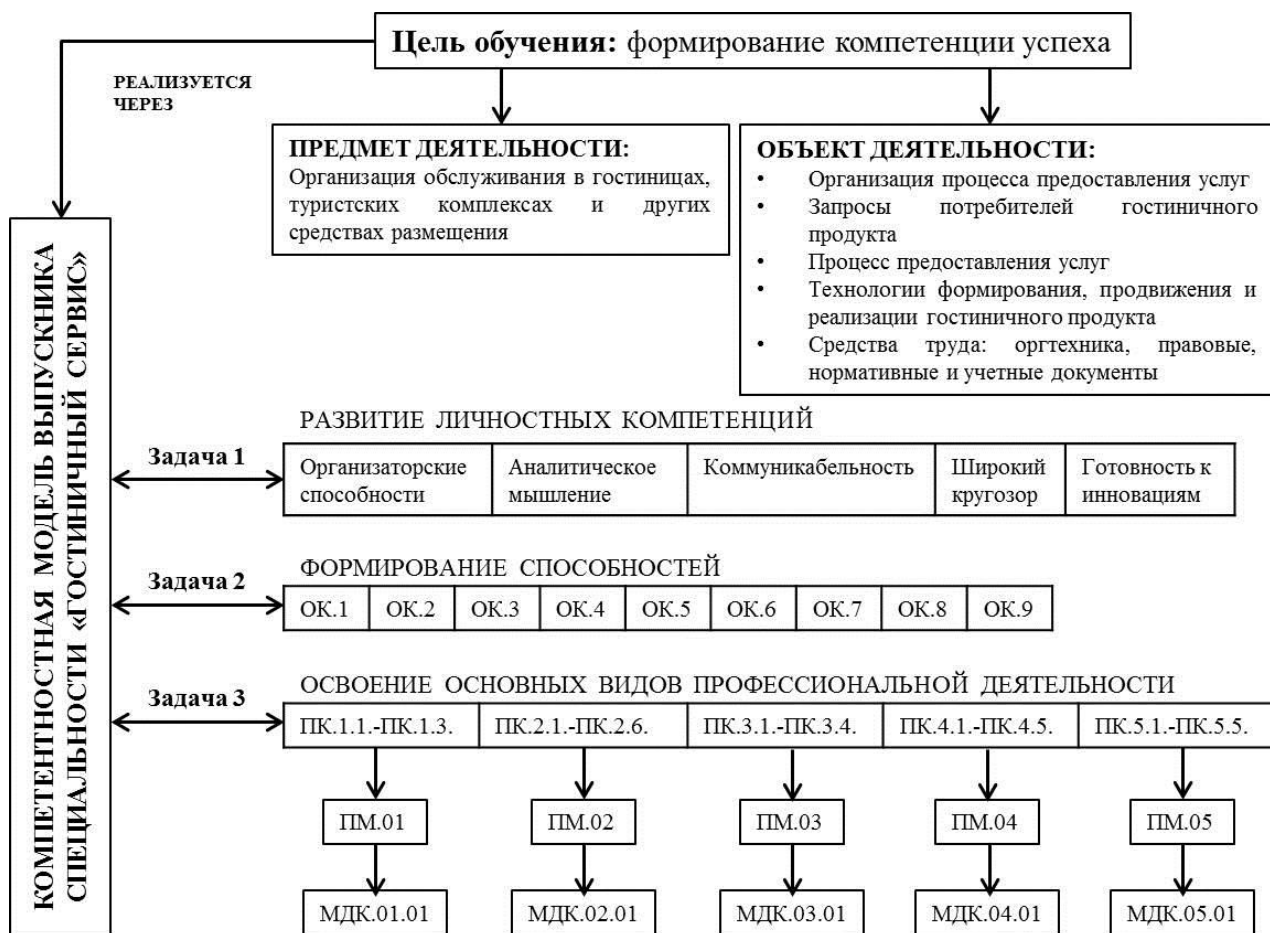 Цель обучения: формирование компетенции успеха
РЕАЛИЗУЕТСЯ
ЧЕРЕЗ
ПРЕДМЕТ ДЕЯТЕЛЬНОСТИ:
Организация обслуживания в гостиницах,
туристских комплексах и других
средствах размещения
ОБЪЕКТ ДЕЯТЕЛЬНОСТИ:
• Организация процесса предоставления услуг
• Запросы потребителей гостиничного
продукта
• Процесс предоставления услуг
• Технологии формирования, продвижения и
реализации гостиничного продукта
• Средства труда: оргтехника, правовые,
нормативные и учетные документы
КОМПЕТЕНТНОСТНАЯ МОДЕЛЬ ВЫПУСКНИКА
СПЕЦИАЛЬНОСТИ «ГОСТИНИЧНЫЙ СЕРВИС»
РАЗВИТИЕ ЛИЧНОСТНЫХ КОМПЕТЕНЦИЙ
Задача 1
Организаторские
способности
Аналитическое
мышление
Коммуникабельность
Широкий
кругозор
Готовность к
инновациям
ФОРМИРОВАНИЕ СПОСОБНОСТЕЙ
Задача 2
ОК.1 ОК.2 ОК.3 ОК.4 ОК.5 ОК.6 ОК.7 ОК.8 ОК.9
ОСВОЕНИЕ ОСНОВНЫХ ВИДОВ ПРОФЕССИОНАЛЬНОЙ ДЕЯТЕЛЬНОСТИ
Задача 3
ПК.1.1.-ПК.1.3. ПК.2.1.-ПК.2.6. ПК.3.1.-ПК.3.4. ПК.4.1.-ПК.4.5. ПК.5.1.-ПК.5.5.
ПМ.01 ПМ.02 ПМ.03 ПМ.04 ПМ.05
МДК.01.01 МДК.02.01 МДК.03.01 МДК.04.01 МДК.05.01